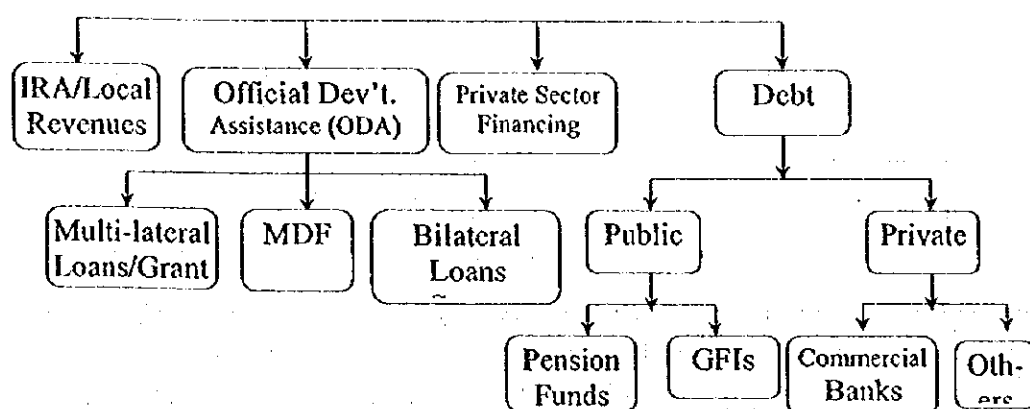 IRA/Local
Revenues
Official Dev't.
Assistance (ODA)
Private Sector
Financing
Debt
Multi-lateral
Loans/Grant
MDF
Bilateral
Loans
Public
Private
Pension
Funds
GFIs
Commercial
Banks
Oth-
ers